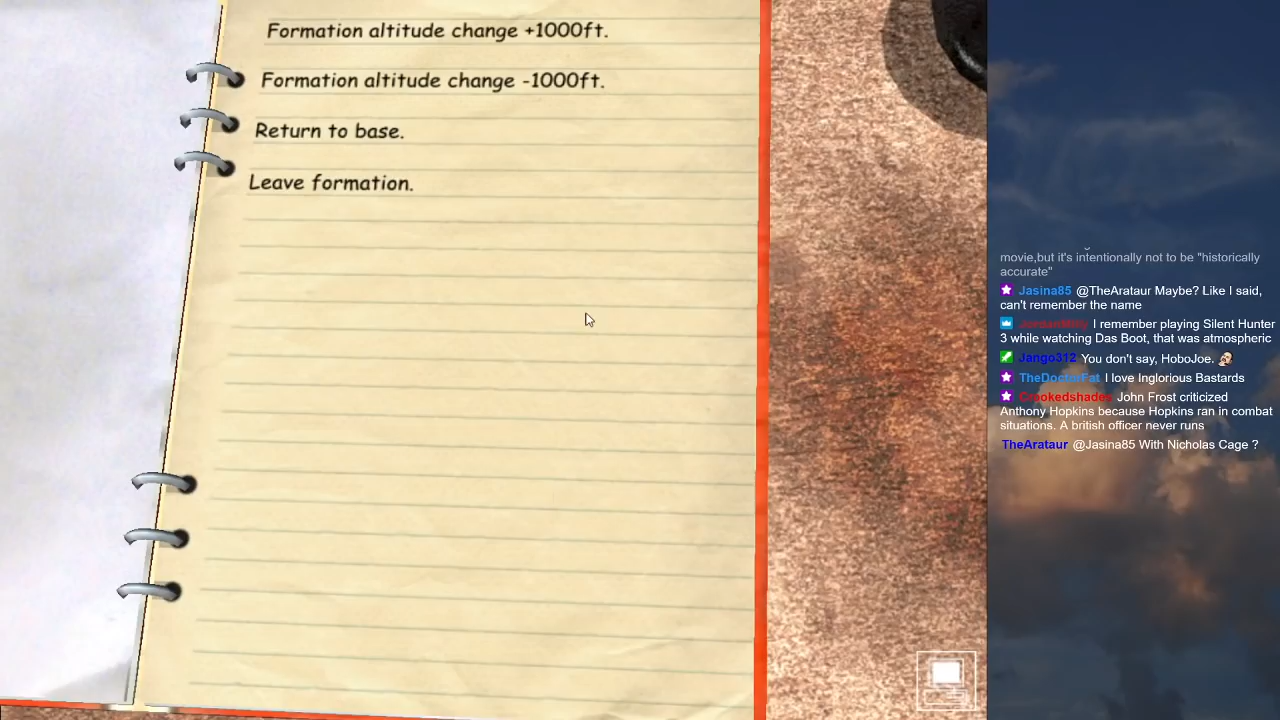 Formation altitude change +1000ft.
Formation altitude change -1000ft.
Return to base.
Leave formation.
movie,but it's intentionally not to be "historically
accurate"
Jasina85 @TheArataur Maybe? Like I said,
can't remember the name
I remember playing Silent Hunter
3 while watching Das Boot, that was atmospheric
Jango312 You don't say, HoboJoe.
TheDoctorFat I love Inglorious Bastards
Crookedshades John Frost criticized
Anthony Hopkins because Hopkins ran in combat
situations. A british officer never runs
TheArataur @Jasina85 With Nicholas Cage ?